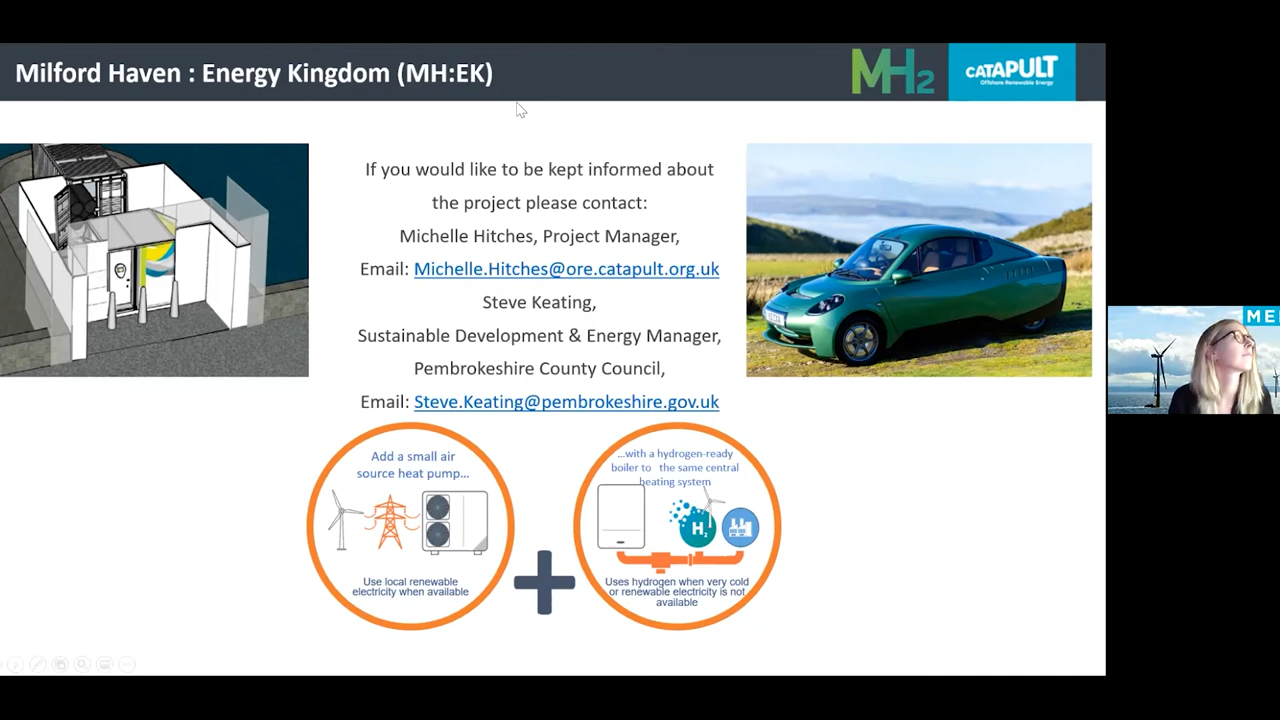 Milford Haven : Energy Kingdom (MH:EK)
MH2
CATAPULT
Offshore Renewable Energy
If you would like to be kept informed about
the project please contact:
Michelle Hitches, Project Manager,
Email: Michelle.Hitches@ore.catapult.org.uk
Steve Keating,
Sustainable Development & Energy Manager,
Pembrokeshire County Council,
Email: Steve.Keating@pembrokeshire.gov.uk
ME
Add a small air
source heat pump...
Use local renewable
electricity when available
...with a hydrogen-ready
boiler to the same central
heating system
H2
Uses hydrogen when very cold
or renewable electricity is not
available